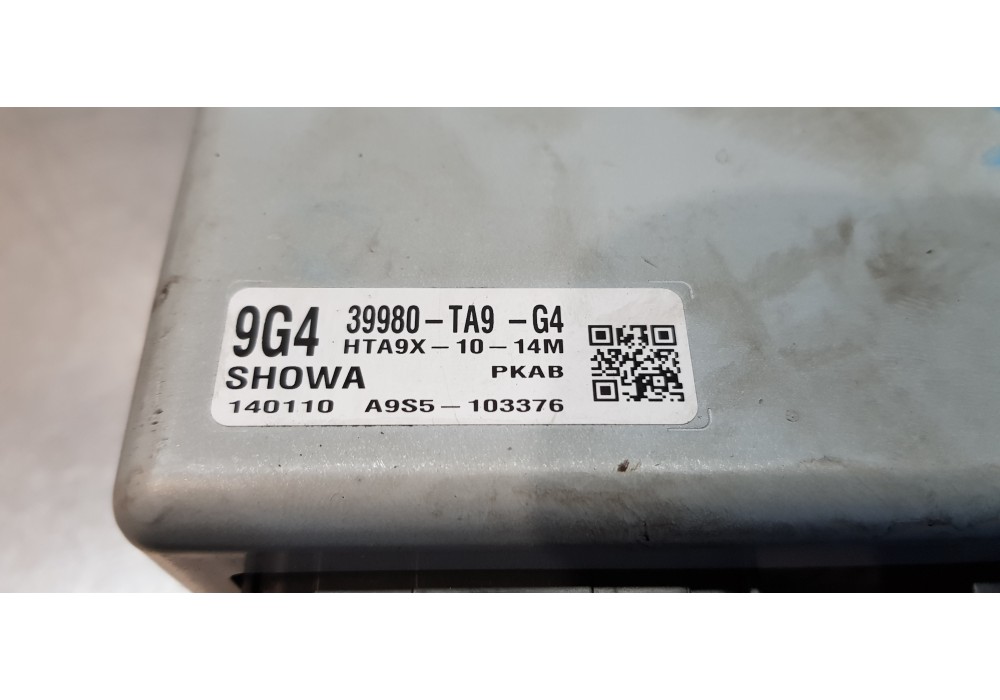 9G4 39980-TA9 -G4
HTA9X-10-14M
SHOWA PKAB
140110 A9S5-103376